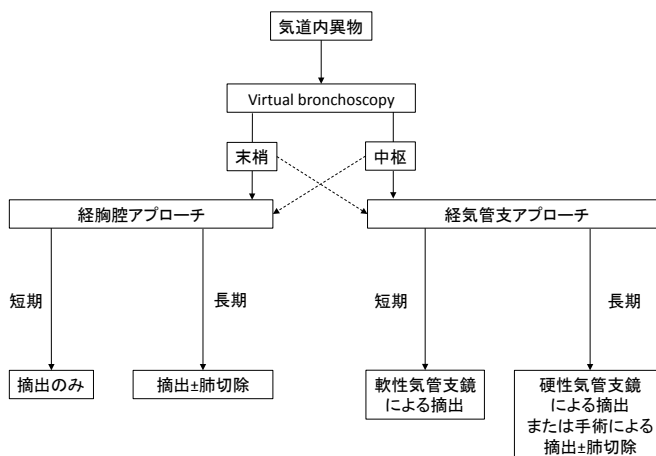 気道内異物
Virtual bronchoscopy
末梢
中枢
経胸腔アプローチ
経気管支アプローチ
短期
長期
短期
長期
摘出のみ
摘出±肺切除
軟性気管支鏡
による摘出
硬性気管支鏡
による摘出
または手術による
摘出±肺切除